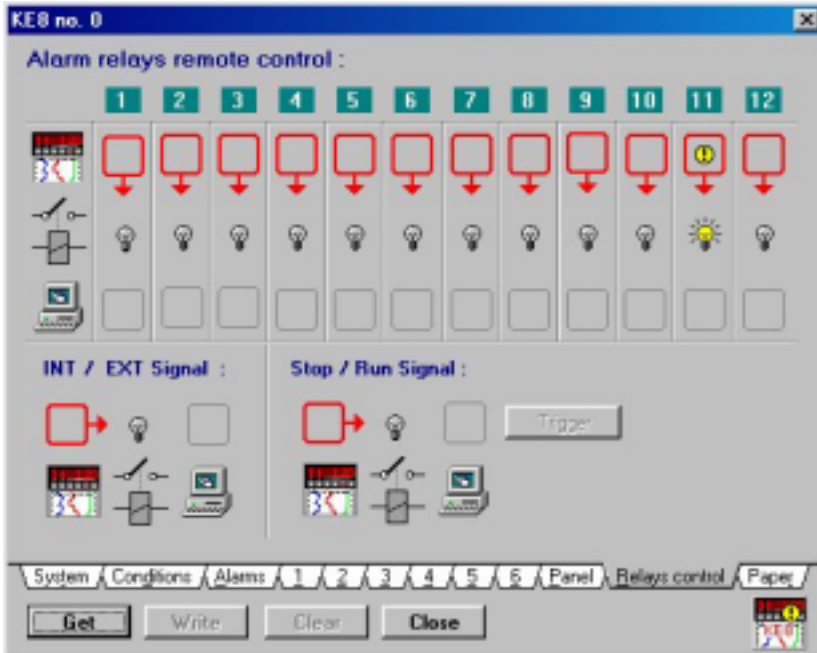 KE8 no. 0
Alarm relays remote control :
1 2 3 4 5 6 7 8 9 10 11 12
INT / EXT Signal :
Stop / Run Signal :
Trigger
System Conditions Alarms 1 2 3 4 5 6 Panel Relays control Paper
Get Write Clear Close
KE8